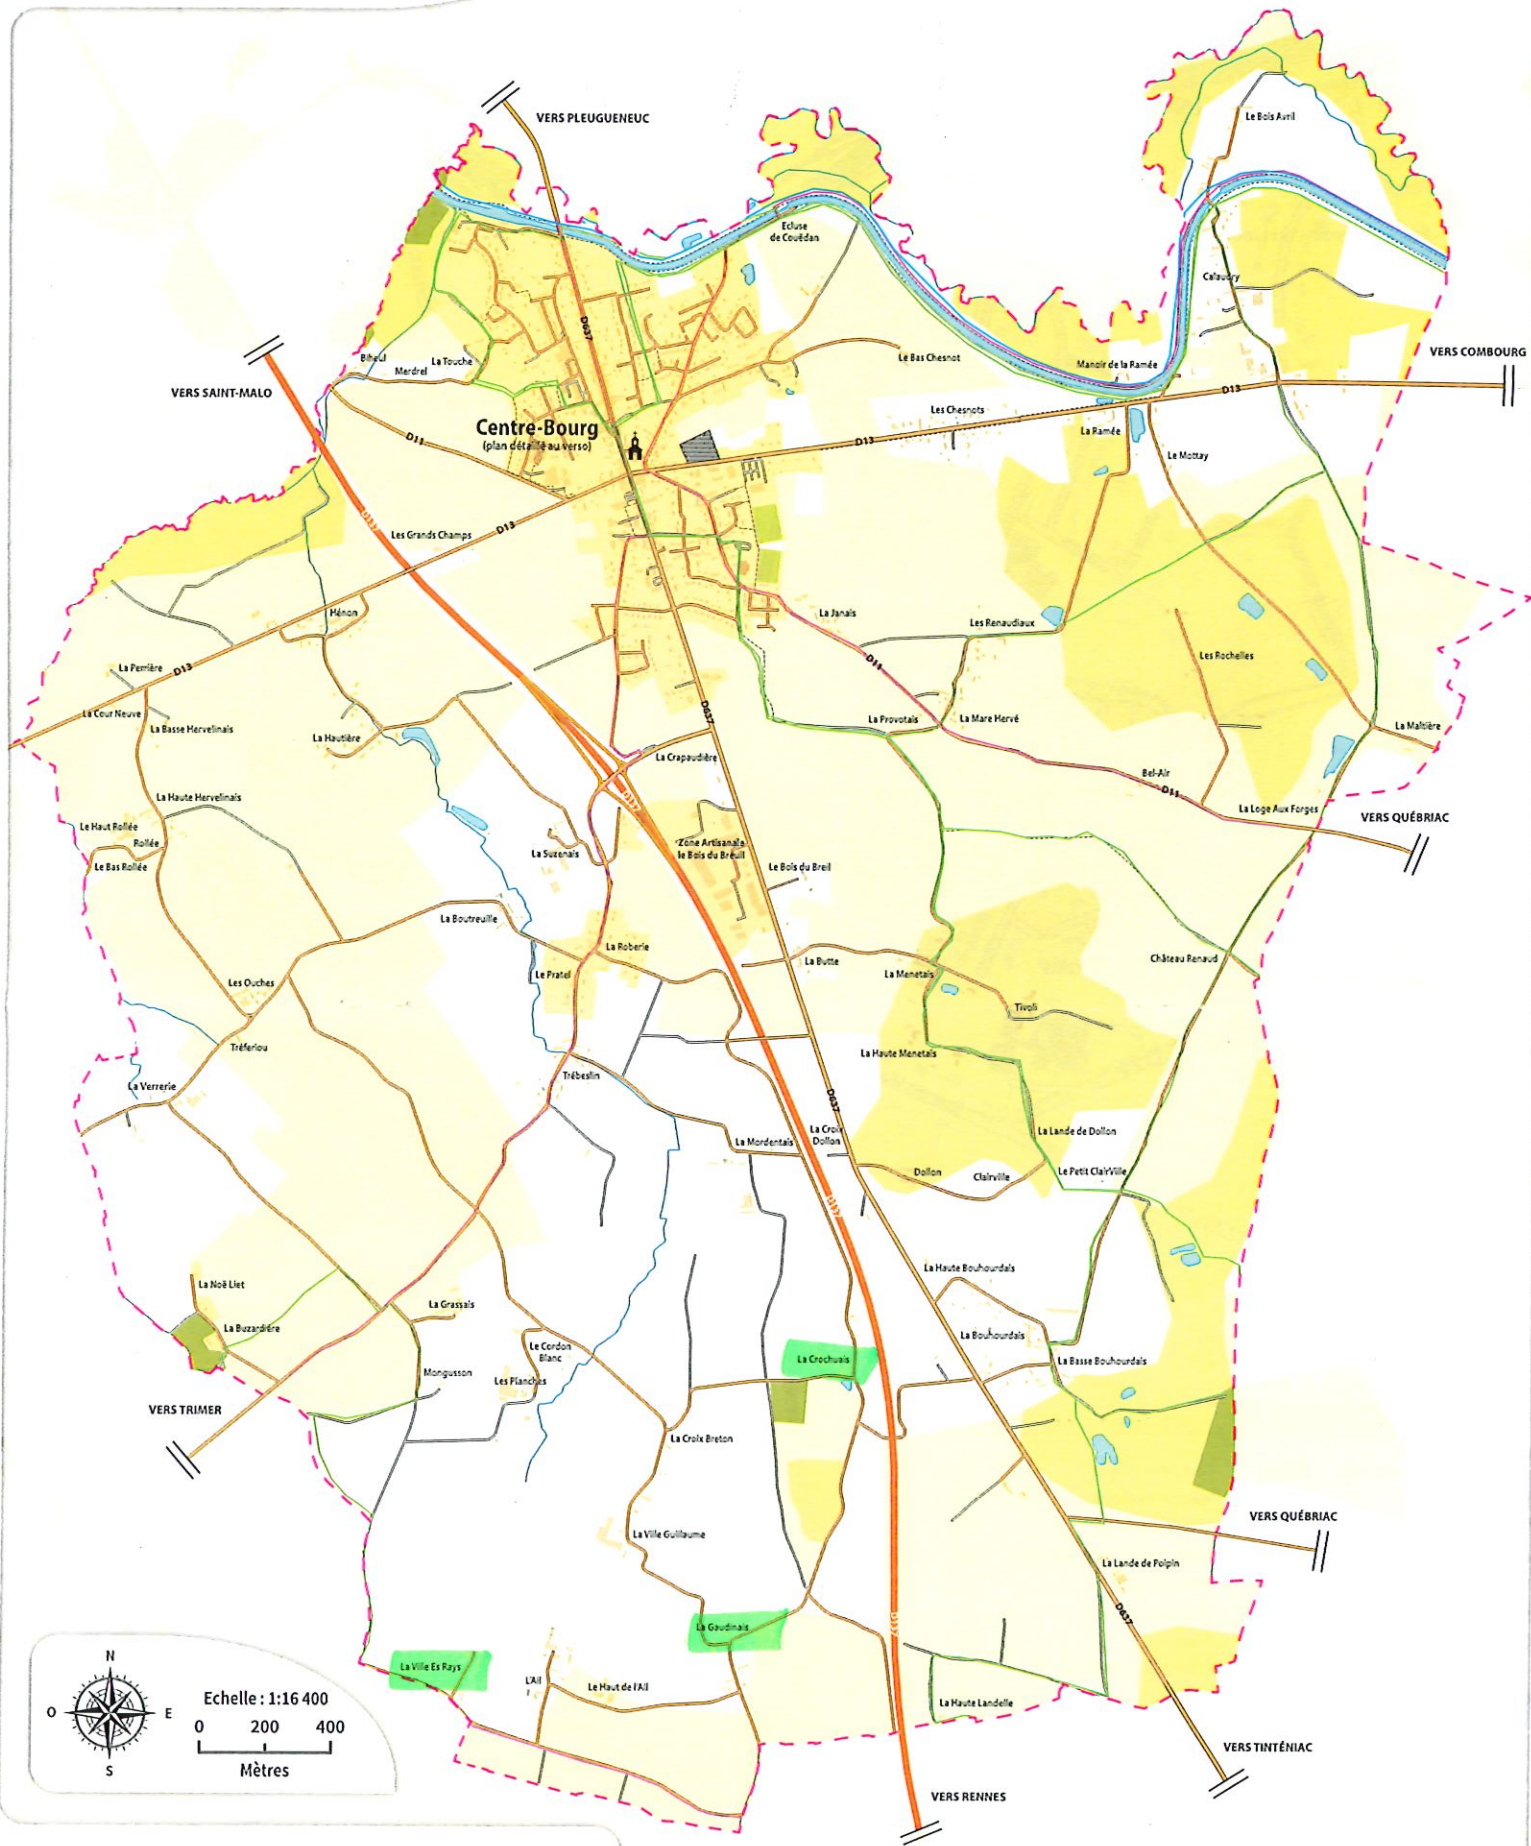 VERS PLEUGUENEUC
Le Bois Avril
Ecluse
de Couëdan
Calaudry
VERS COMBOURG
VERS SAINT-MALO
D637
Biheul
Merdrel
La Touche
Le Bas Chesnot
Manoir de la Ramée
D13
Centre-Bourg
(plan détaillé au verso)
D11
D13
Les Chesnots
La Ramée
Le Mottay
D137
Les Grands Champs
D13
Hénon
La Janais
Les Renaudiaux
Les Rochelles
D11
La Perrière
D13
La Cour Neuve
La Basse Hervelinais
La Hautière
D637
La Provotais
La Mare Hervé
La Maltière
La Crapaudière
Bel-Air
D11
La Loge Aux Forges
VERS QUÉBRIAC
La Haute Hervelinais
D137
Le Haut Rollée
Rollée
Le Bas Rollée
La Suzenais
Zone Artisanale
le Bois du Breuil
Le Bois du Breil
La Boutreuille
La Roberie
La Butte
La Menetais
Château Renaud
Le Pratel
Les Ouches
Tivoli
Tréferiou
La Haute Menetais
La Verrerie
Trébeslin
D637
La Mordentais
La Croix
Dollon
La Lande de Dollon
Dollon
Clairville
Le Petit ClairVille
D137
La Noë Liet
La Haute Bouhourdais
La Buzardière
La Grassais
La Bouhourdais
Le Cordon
Blanc
La Crochuais
La Basse Bouhourdais
Mongusson
Les Planches
VERS TRIMER
La Croix Breton
La Ville Guillaume
VERS QUÉBRIAC
La Lande de Polpin
D637
La Gaudinais
D137
La Ville Es Rays
L'Ail
Le Haut de l'Ail
La Haute Landelle
VERS TINTÉNIAC
VERS RENNES
N
O
E
S
Echelle : 1:16 400
0 200 400
Mètres